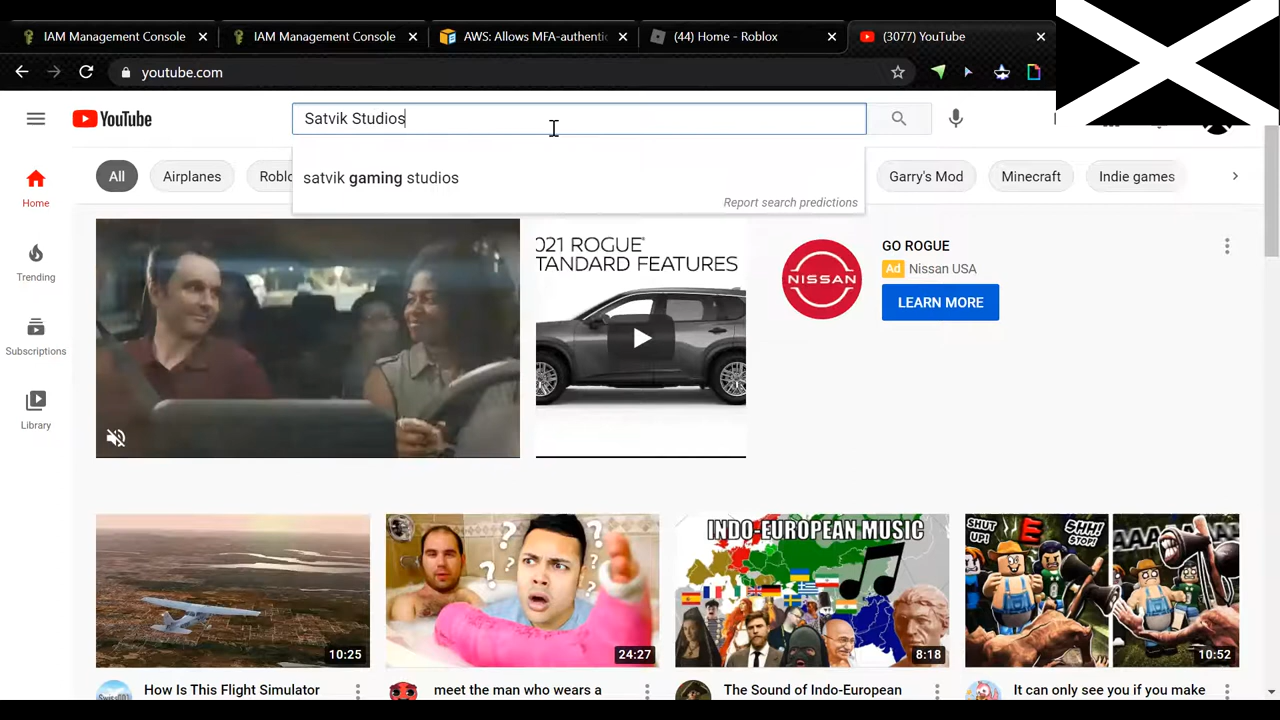 IAM Management Console
IAM Management Console
AWS: Allows MFA-authentic
(44) Home - Roblox
(3077) YouTube
youtube.com
YouTube
Satvik Studios
satvik gaming studios
Report search predictions
Home
Trending
Subscriptions
Library
All
Airplanes
Roblo
Garry's Mod
Minecraft
Indie games
021 ROGUE
TANDARD FEATURES
NISSAN
GO ROGUE
Ad Nissan USA
LEARN MORE
10:25
24:27
INDO-EUROPEAN MUSIC
8:18
SHUT UP!
E
SHH! STOP!
10:52
How Is This Flight Simulator
meet the man who wears a
The Sound of Indo-European
It can only see you if you make